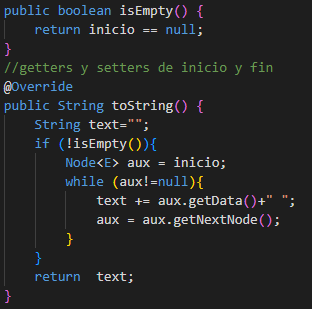 public boolean isEmpty() {
    return inicio == null;
}
//getters y setters de inicio y fin
@Override
public String toString() {
    String text="";
    if (!isEmpty()){
        Node<E> aux = inicio;
        while (aux!=null){
            text += aux.getData()+" ";
            aux = aux.getNextNode();
        }
    }
    return  text;
}